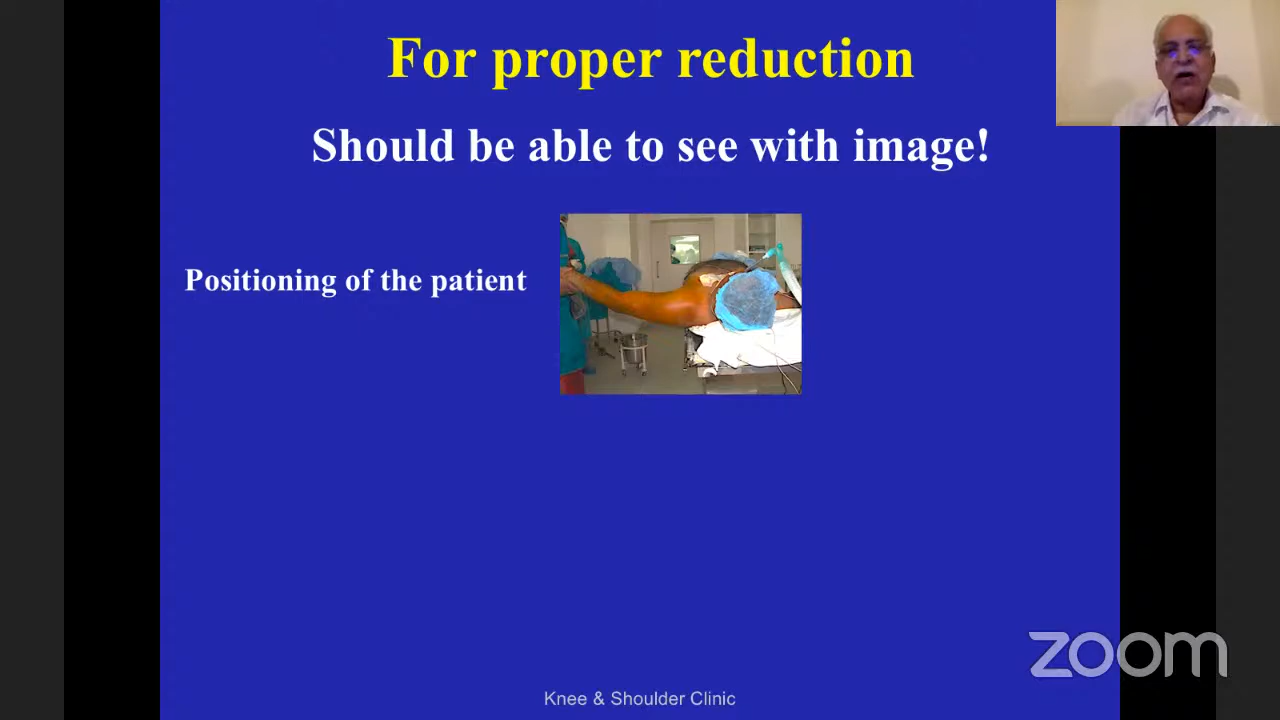 For proper reduction
Should be able to see with image!
Positioning of the patient
zoom
Knee & Shoulder Clinic